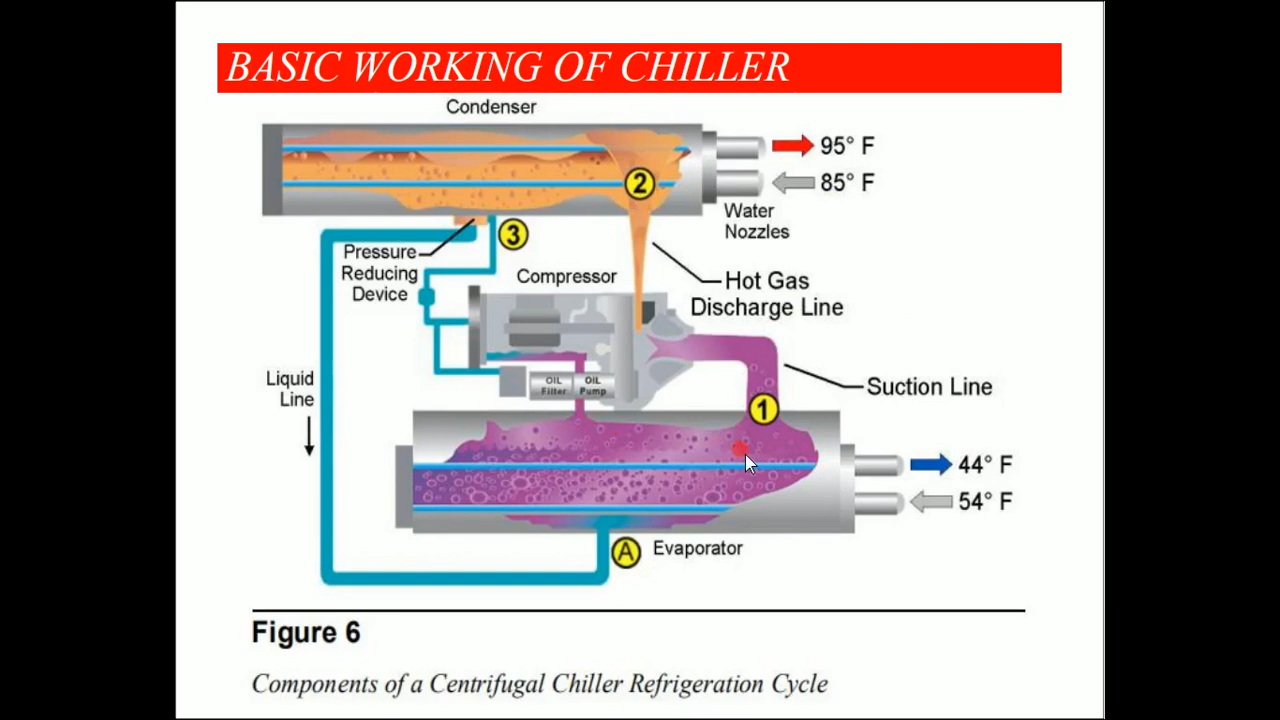 BASIC WORKING OF CHILLER
Condenser
95° F
85° F
2
Water
Nozzles
3
Pressure
Reducing
Device
Compressor
Hot Gas
Discharge Line
Liquid
Line
OIL
Filter
OIL
Pump
Suction Line
1
44° F
54° F
A
Evaporator
Figure 6
Components of a Centrifugal Chiller Refrigeration Cycle